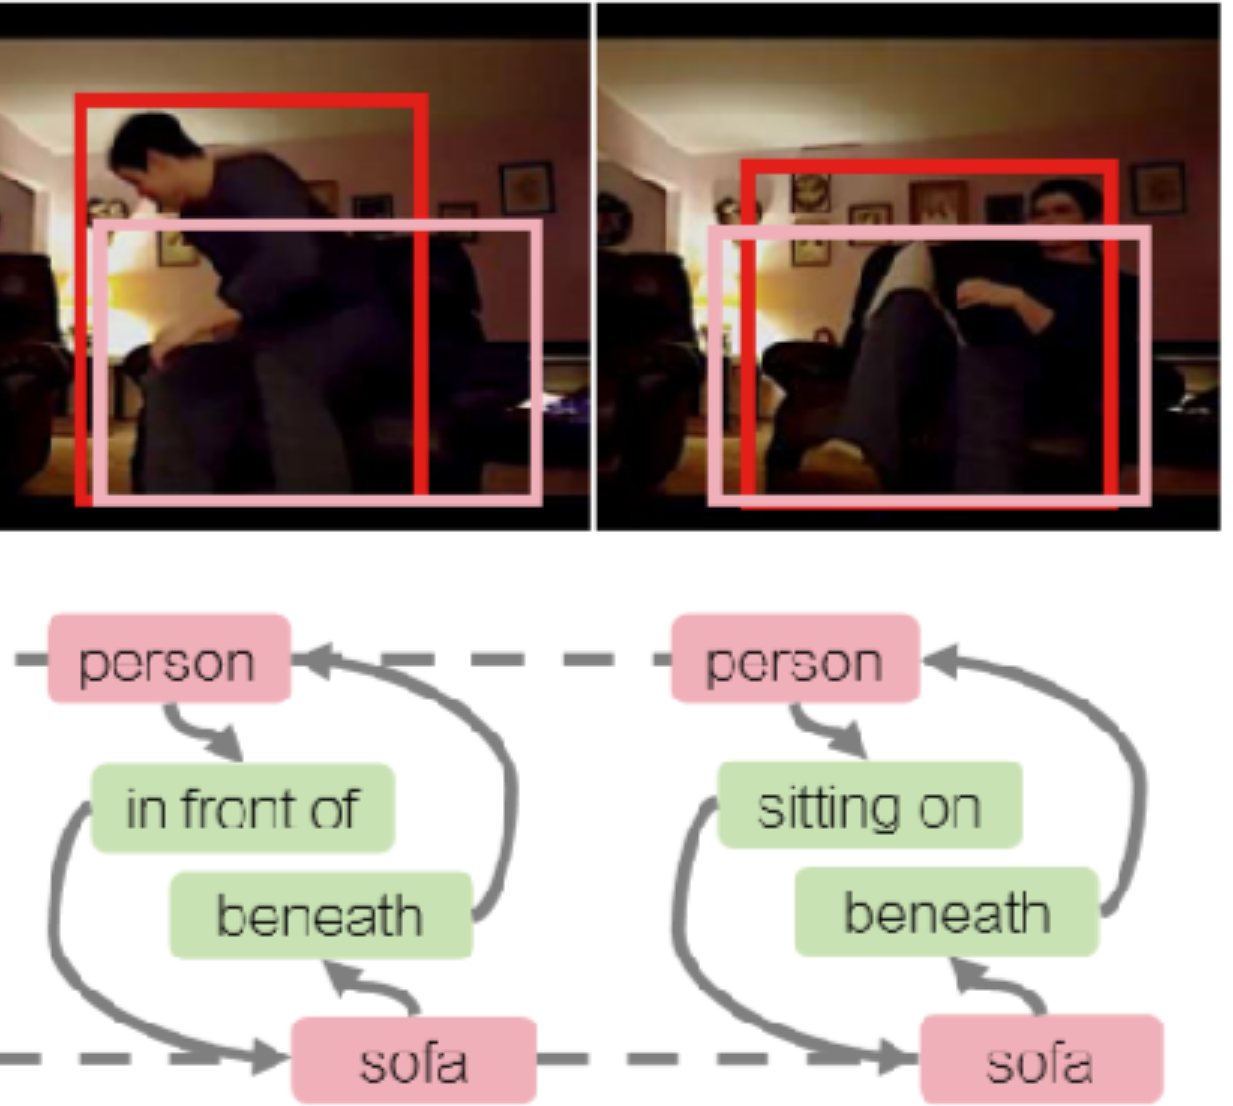 person
in front of
beneath
sofa
person
sitting on
beneath
sofa